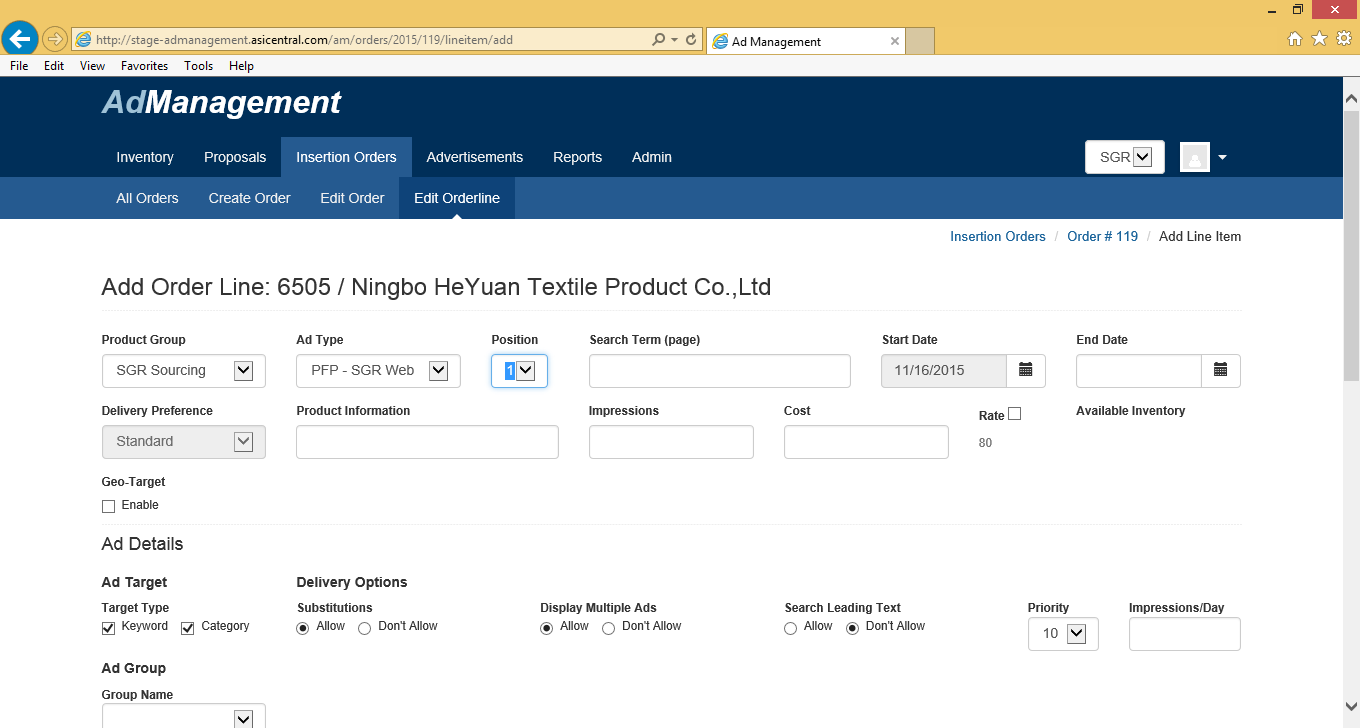 http://stage-admanagement.asicentral.com/am/orders/2015/119/lineitem/add
Ad Management
File Edit View Favorites Tools Help
AdManagement
Inventory Proposals Insertion Orders Advertisements Reports Admin SGR
All Orders Create Order Edit Order Edit Orderline
Insertion Orders / Order # 119 / Add Line Item
Add Order Line: 6505 / Ningbo HeYuan Textile Product Co.,Ltd
Product Group Ad Type Position Search Term (page) Start Date End Date
SGR Sourcing PFP - SGR Web 1 11/16/2015
Delivery Preference Product Information Impressions Cost Rate Available Inventory
Standard 80
Geo-Target
Enable
Ad Details
Ad Target Delivery Options
Target Type Substitutions Display Multiple Ads Search Leading Text Priority Impressions/Day
Keyword Category Allow Don't Allow Allow Don't Allow Allow Don't Allow 10
Ad Group
Group Name